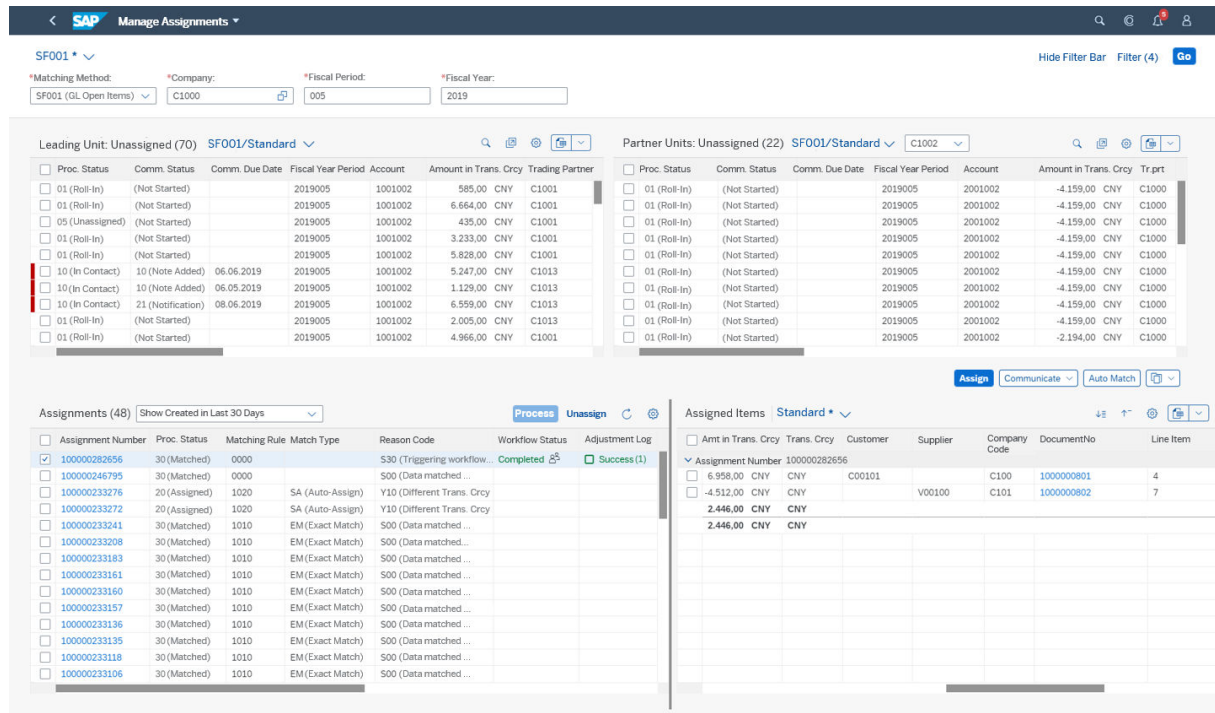 SAP Manage Assignments
5
SF001 *
Hide Filter Bar Filter (4) Go
*Matching Method: *Company: *Fiscal Period: *Fiscal Year:
SF001 (GL Open Items) C1000 005 2019
Leading Unit: Unassigned (70) SF001/Standard
Proc. Status Comm. Status Comm. Due Date Fiscal Year Period Account Amount in Trans. Crcy Trading Partner
01 (Roll-In) (Not Started) 2019005 1001002 585,00 CNY C1001
01 (Roll-In) (Not Started) 2019005 1001002 6.664,00 CNY C1001
05 (Unassigned) (Not Started) 2019005 1001002 435,00 CNY C1001
01 (Roll-In) (Not Started) 2019005 1001002 3.233,00 CNY C1001
01 (Roll-In) (Not Started) 2019005 1001002 5.828,00 CNY C1001
10 (In Contact) 10 (Note Added) 06.06.2019 2019005 1001002 5.247,00 CNY C1013
10 (In Contact) 10 (Note Added) 06.05.2019 2019005 1001002 1.129,00 CNY C1013
10 (In Contact) 21 (Notification) 08.06.2019 2019005 1001002 6.559,00 CNY C1013
01 (Roll-In) (Not Started) 2019005 1001002 2.005,00 CNY C1013
01 (Roll-In) (Not Started) 2019005 1001002 4.966,00 CNY C1001
Partner Units: Unassigned (22) SF001/Standard C1002
Proc. Status Comm. Status Comm. Due Date Fiscal Year Period Account Amount in Trans. Crcy Tr.prt
01 (Roll-In) (Not Started) 2019005 2001002 -4.159,00 CNY C1000
01 (Roll-In) (Not Started) 2019005 2001002 -4.159,00 CNY C1000
01 (Roll-In) (Not Started) 2019005 2001002 -4.159,00 CNY C1000
01 (Roll-In) (Not Started) 2019005 2001002 -4.159,00 CNY C1000
01 (Roll-In) (Not Started) 2019005 2001002 -4.159,00 CNY C1000
01 (Roll-In) (Not Started) 2019005 2001002 -4.159,00 CNY C1000
01 (Roll-In) (Not Started) 2019005 2001002 -4.159,00 CNY C1000
01 (Roll-In) (Not Started) 2019005 2001002 -4.159,00 CNY C1000
01 (Roll-In) (Not Started) 2019005 2001002 -4.159,00 CNY C1000
01 (Roll-In) (Not Started) 2019005 2001002 -2.194,00 CNY C1000
Assign Communicate Auto Match
Assignments (48) Show Created in Last 30 Days Process Unassign
Assignment Number Proc. Status Matching Rule Match Type Reason Code Workflow Status Adjustment Log
100000282656 30 (Matched) 0000 S30 (Triggering workflow... Completed Success (1)
100000246795 30 (Matched) 0000 S00 (Data matched ...
100000233276 20 (Assigned) 1020 SA (Auto-Assign) Y10 (Different Trans. Crcy
100000233272 20 (Assigned) 1020 SA (Auto-Assign) Y10 (Different Trans. Crcy
100000233241 30 (Matched) 1010 EM (Exact Match) S00 (Data matched ...
100000233208 30 (Matched) 1010 EM (Exact Match) S00 (Data matched...
100000233183 30 (Matched) 1010 EM (Exact Match) S00 (Data matched ...
100000233161 30 (Matched) 1010 EM (Exact Match) S00 (Data matched ...
100000233160 30 (Matched) 1010 EM (Exact Match) S00 (Data matched ...
100000233157 30 (Matched) 1010 EM (Exact Match) S00 (Data matched ...
100000233136 30 (Matched) 1010 EM (Exact Match) S00 (Data matched ...
100000233135 30 (Matched) 1010 EM (Exact Match) S00 (Data matched ...
100000233118 30 (Matched) 1010 EM (Exact Match) S00 (Data matched ...
100000233106 30 (Matched) 1010 EM (Exact Match) S00 (Data matched ...
Assigned Items Standard *
Amt in Trans. Crcy Trans. Crcy Customer Supplier Company Code DocumentNo Line Item
Assignment Number 100000282656
6.958,00 CNY CNY C00101 C100 1000000801 4
-4.512,00 CNY CNY V00100 C101 1000000802 7
2.446,00 CNY CNY
2.446,00 CNY CNY